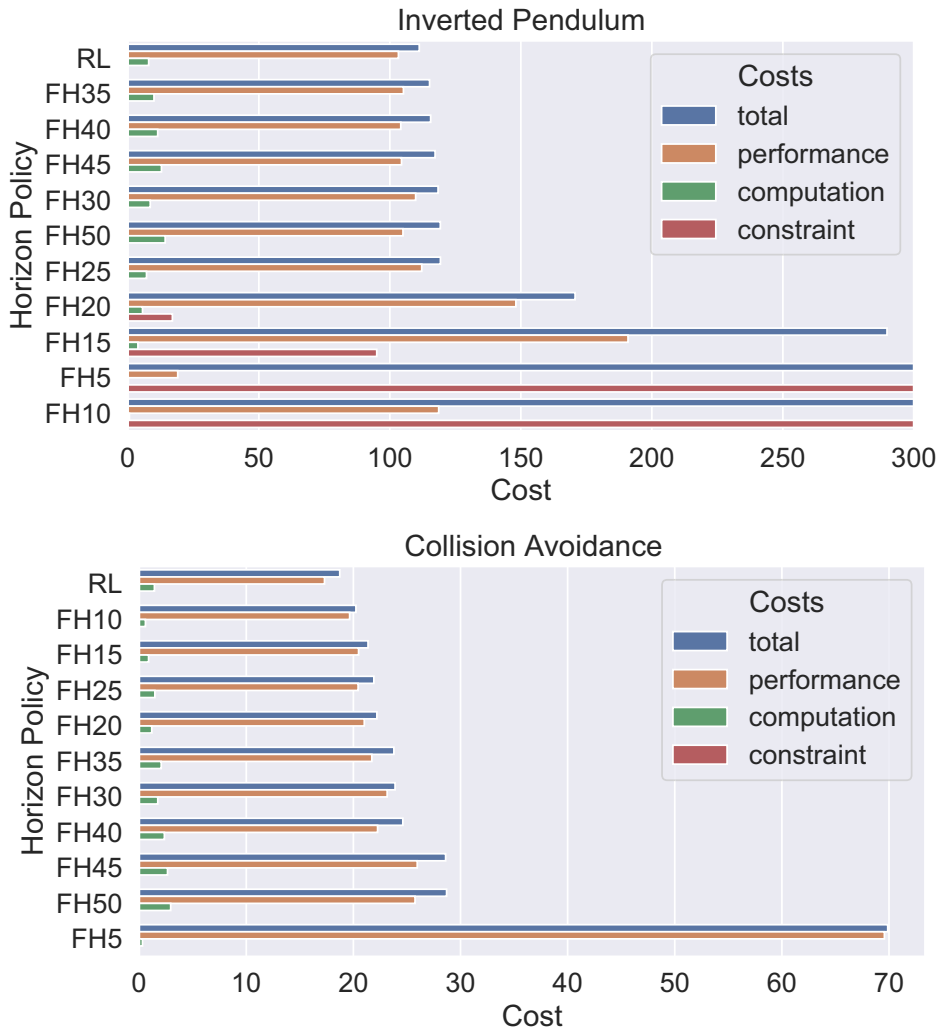 Inverted Pendulum
Horizon Policy
RL
FH35
FH40
FH45
FH30
FH50
FH25
FH20
FH15
FH5
FH10
Costs
total
performance
computation
constraint
0 50 100 150 200 250 300
Cost
Collision Avoidance
Horizon Policy
RL
FH10
FH15
FH25
FH20
FH35
FH30
FH40
FH45
FH50
FH5
Costs
total
performance
computation
constraint
0 10 20 30 40 50 60 70
Cost